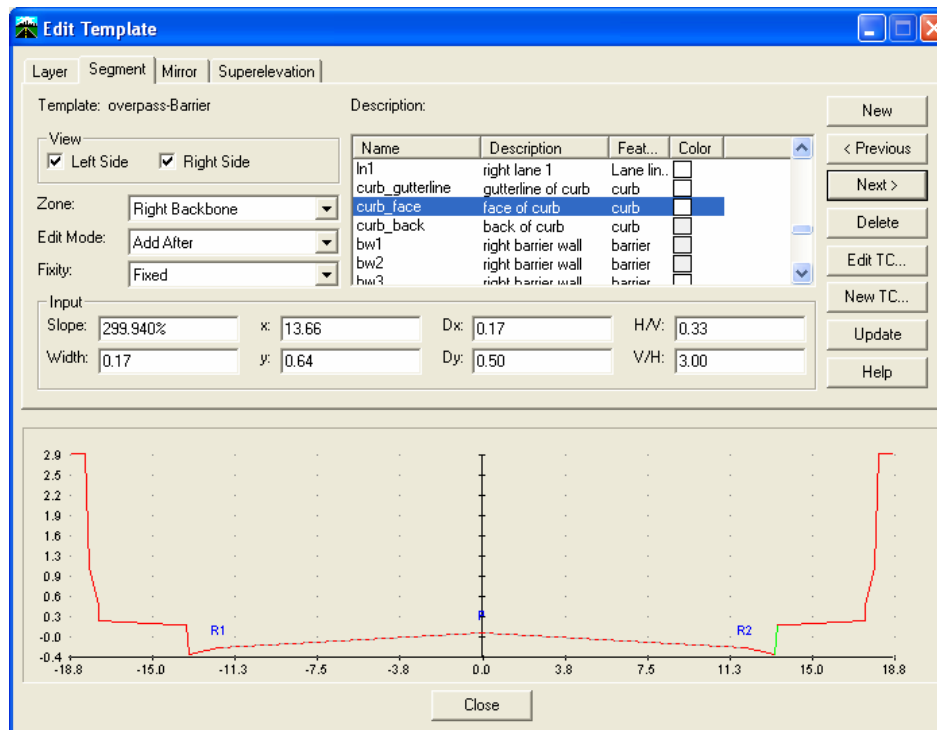 Edit Template
Layer Segment Mirror Superelevation
Template: overpass-Barrier Description:
New
View
Left Side Right Side
Name Description Feat... Color
ln1 right lane 1 Lane lin..
curb_gutterline gutterline of curb curb
curb_face face of curb curb
curb_back back of curb curb
bw1 right barrier wall barrier
bw2 right barrier wall barrier
bw3 right barrier wall barrier
< Previous
Next >
Delete
Edit TC...
New TC...
Update
Help
Zone: Right Backbone
Edit Mode: Add After
Fixity: Fixed
Input
Slope: 299.940% x: 13.66 Dx: 0.17 H/V: 0.33
Width: 0.17 y: 0.64 Dy: 0.50 V/H: 3.00
2.9
2.5
2.2
1.9
1.6
1.3
0.9
0.6
0.3
-0.0
-0.4
R1 R2
-18.8 -15.0 -11.3 -7.5 -3.8 0.0 3.8 7.5 11.3 15.0 18.8
Close